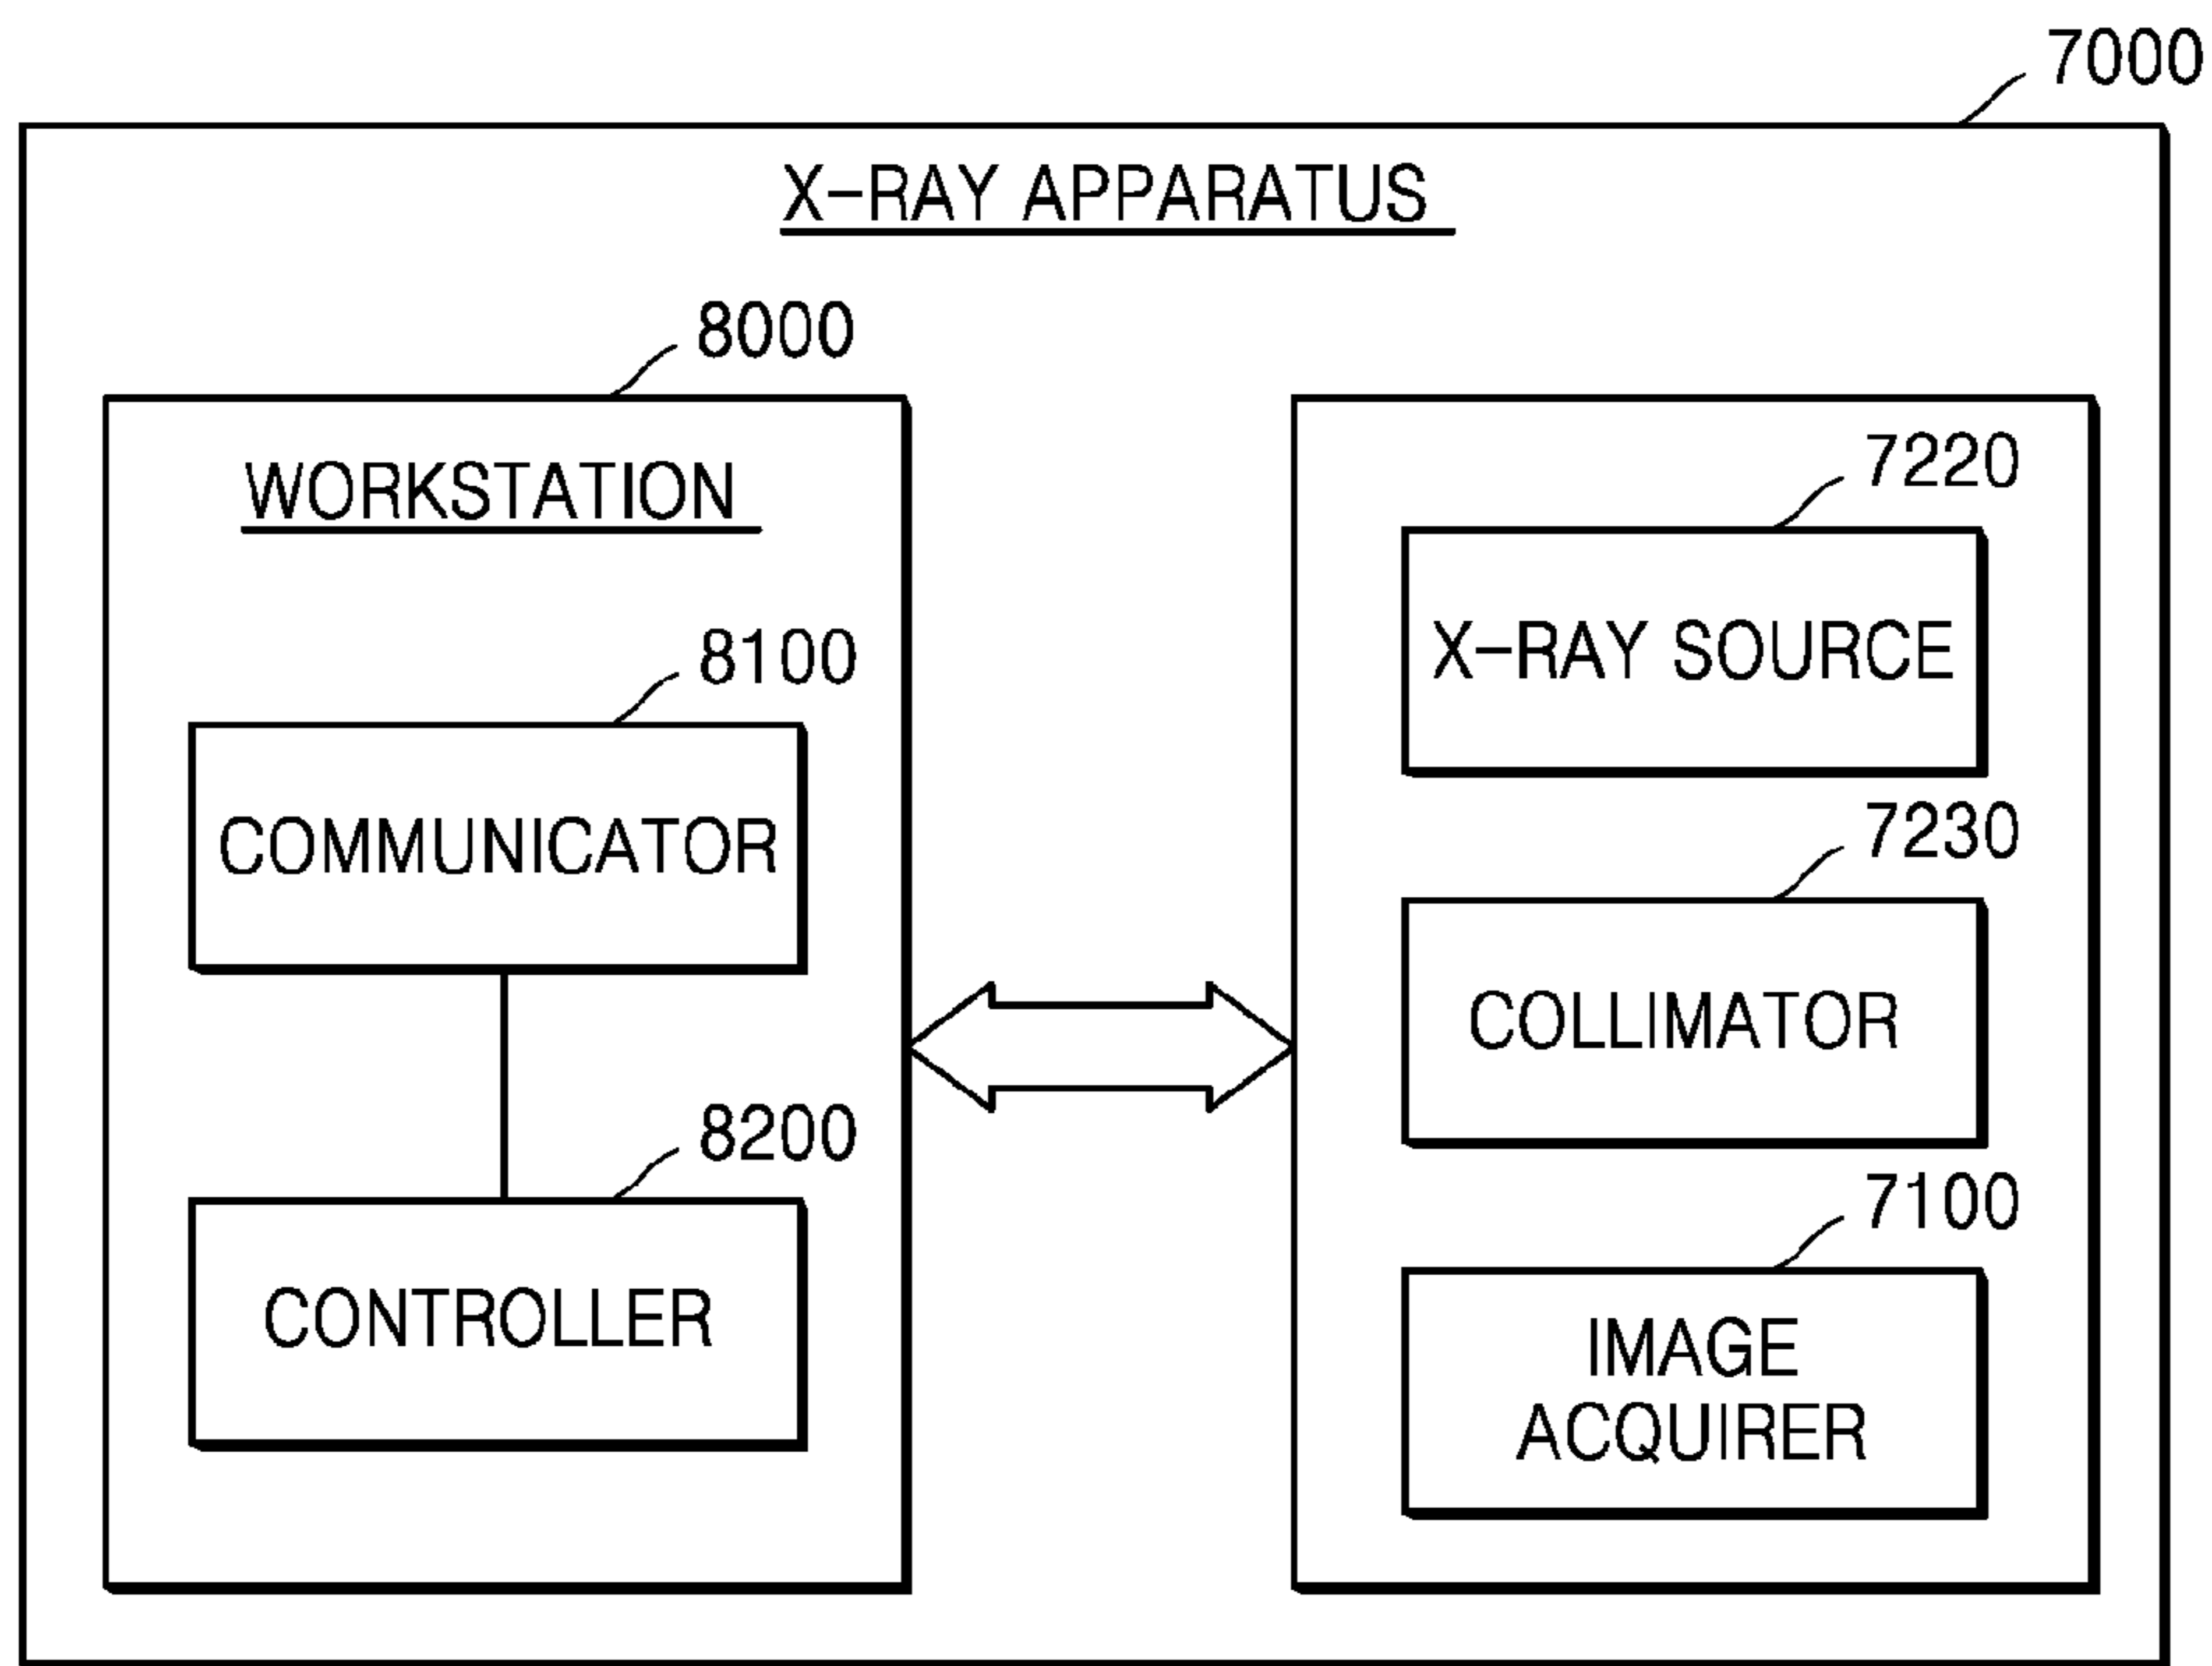 7000
X-RAY APPARATUS
8000
WORKSTATION
8100
COMMUNICATOR
8200
CONTROLLER
7220
X-RAY SOURCE
7230
COLLIMATOR
7100
IMAGE
ACQUIRER